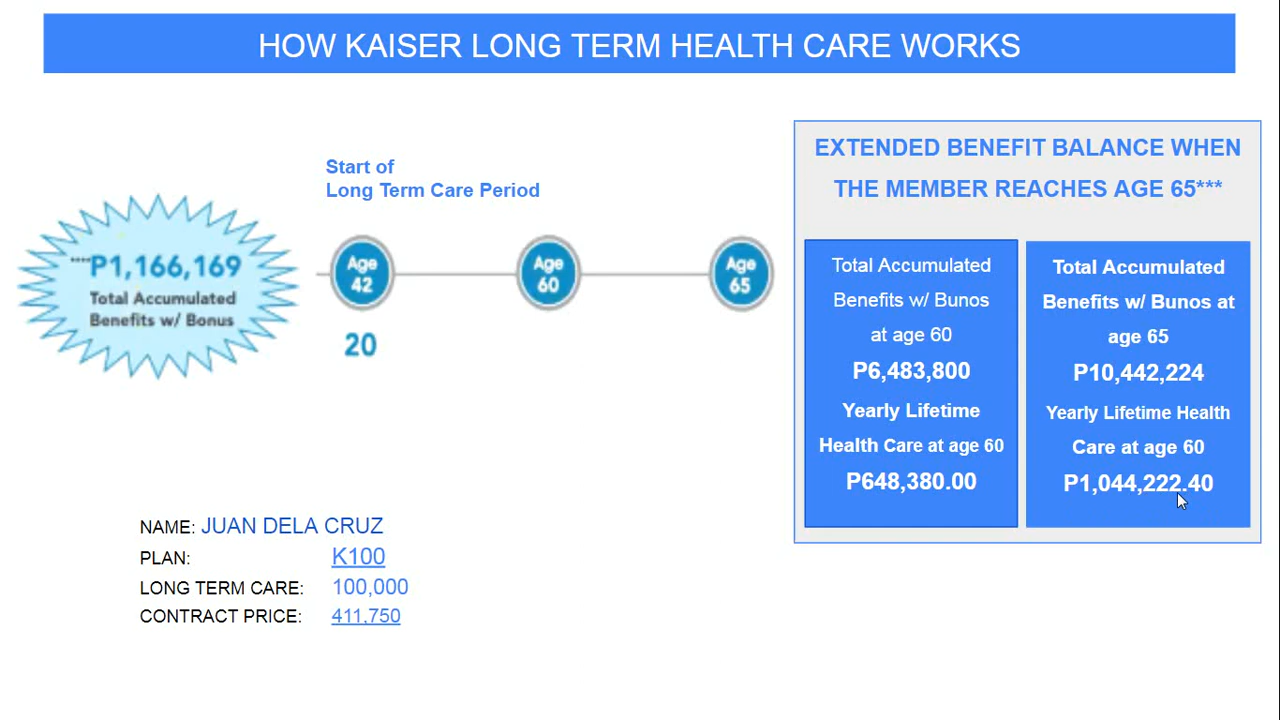 HOW KAISER LONG TERM HEALTH CARE WORKS
Start of
Long Term Care Period
****P1,166,169
Total Accumulated
Benefits w/ Bonus
Age
42
Age
60
Age
65
20
EXTENDED BENEFIT BALANCE WHEN
THE MEMBER REACHES AGE 65***
Total Accumulated
Benefits w/ Bunos
at age 60
P6,483,800
Yearly Lifetime
Health Care at age 60
P648,380.00
Total Accumulated
Benefits w/ Bunos at
age 65
P10,442,224
Yearly Lifetime Health
Care at age 60
P1,044,222.40
NAME: JUAN DELA CRUZ
PLAN: K100
LONG TERM CARE: 100,000
CONTRACT PRICE: 411,750